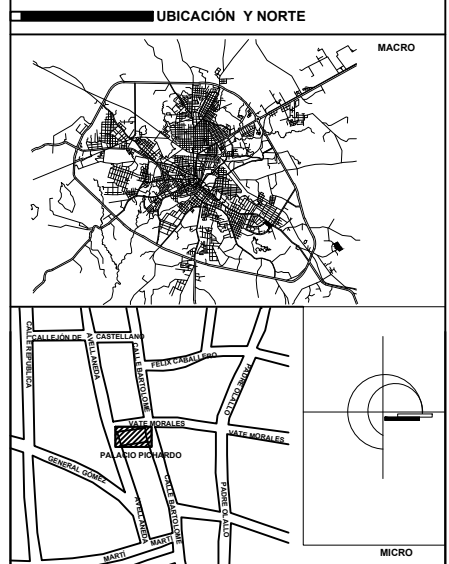 UBICACIÓN Y NORTE
MACRO
CALLE REPUBLICA
CALLEJÓN DE CASTELLANO
AVELLANEDA
CALLE BARTOLOMÉ
FELIX CABALLERO
PADRE OLALLO
VATE MORALES
VATE MORALES
PALACIO PICHARDO
GENERAL GÓMEZ
AVELLANEDA
CALLE BARTOLOMÉ
PADRE OLALLO
MARTÍ
MARTÍ
MICRO